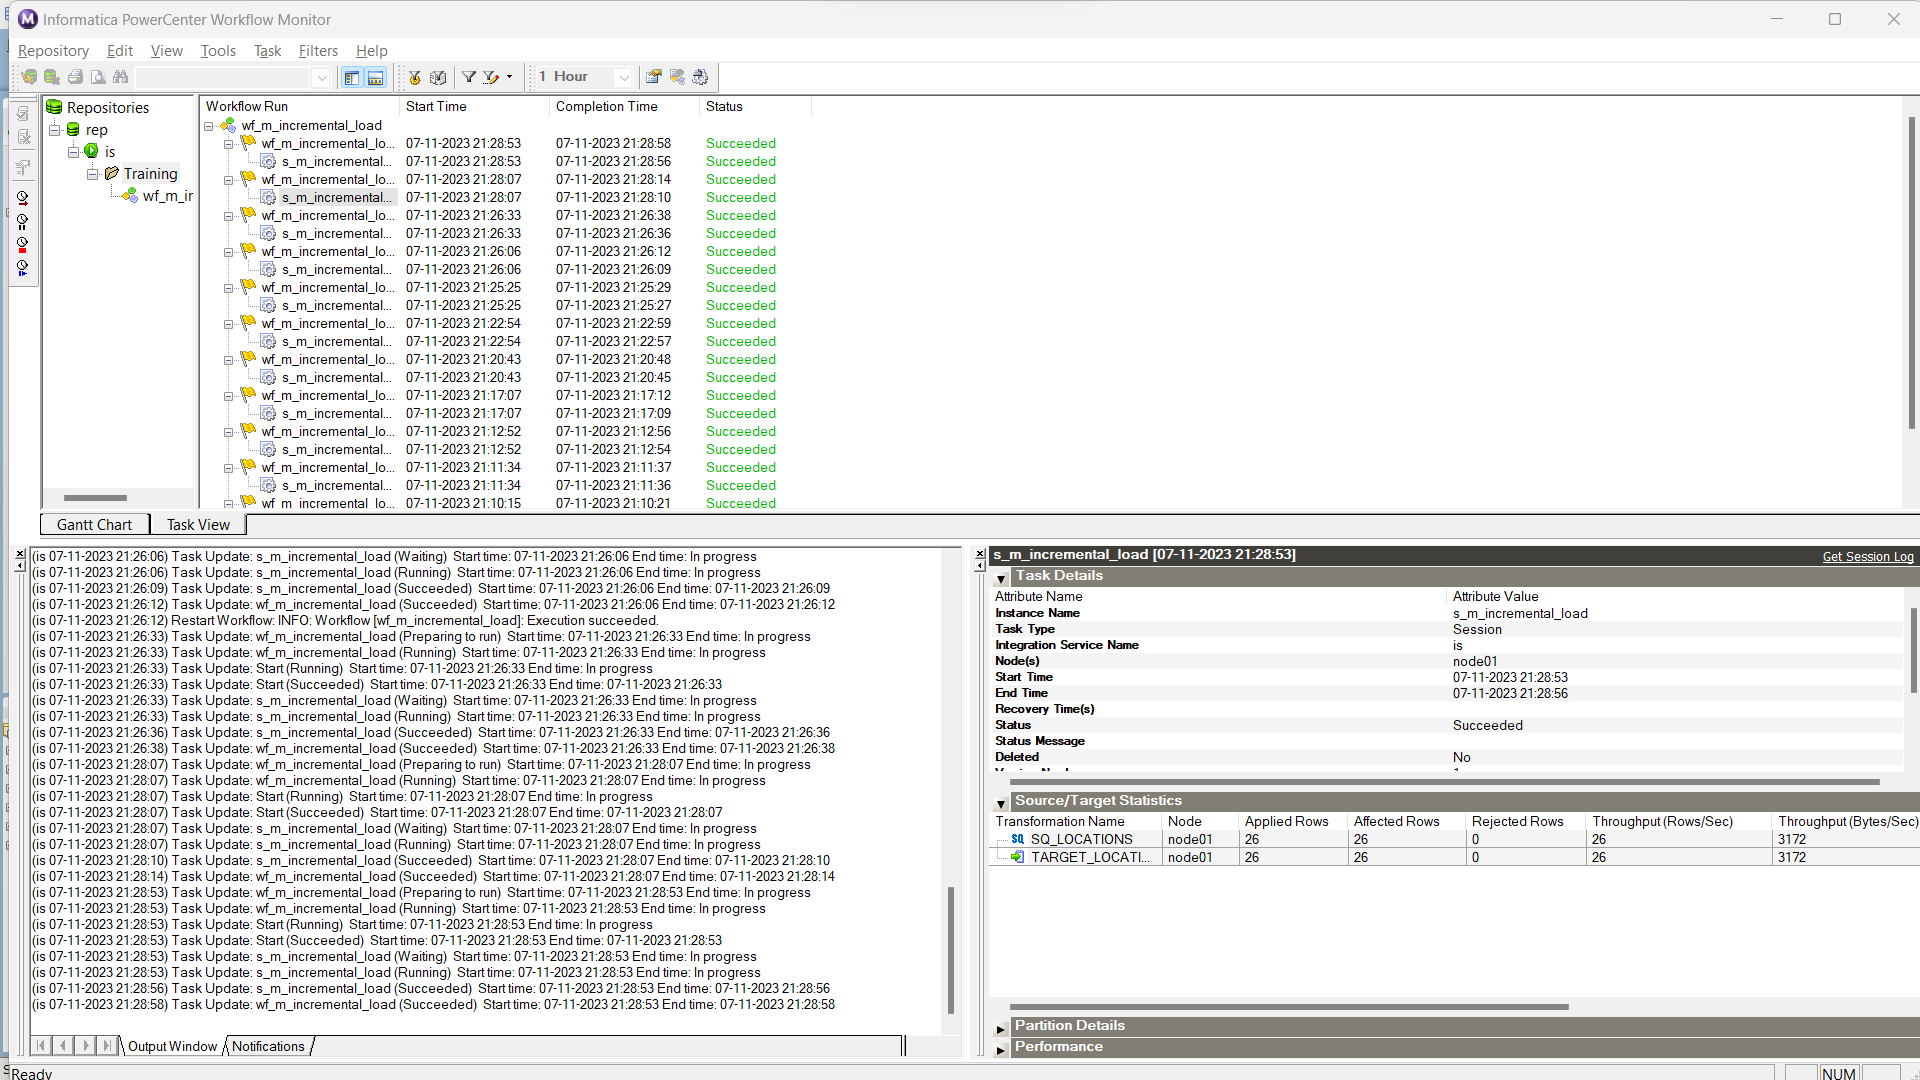 Informatica PowerCenter Workflow Monitor
Repository Edit View Tools Task Filters Help
1 Hour
Repositories
rep
is
Training
wf_m_ir
Workflow Run Start Time Completion Time Status
wf_m_incremental_load
wf_m_incremental_lo... 07-11-2023 21:28:53 07-11-2023 21:28:58 Succeeded
s_m_incremental... 07-11-2023 21:28:53 07-11-2023 21:28:56 Succeeded
wf_m_incremental_lo... 07-11-2023 21:28:07 07-11-2023 21:28:14 Succeeded
s_m_incremental... 07-11-2023 21:28:07 07-11-2023 21:28:10 Succeeded
wf_m_incremental_lo... 07-11-2023 21:26:33 07-11-2023 21:26:38 Succeeded
s_m_incremental... 07-11-2023 21:26:33 07-11-2023 21:26:36 Succeeded
wf_m_incremental_lo... 07-11-2023 21:26:06 07-11-2023 21:26:12 Succeeded
s_m_incremental... 07-11-2023 21:26:06 07-11-2023 21:26:09 Succeeded
wf_m_incremental_lo... 07-11-2023 21:25:25 07-11-2023 21:25:29 Succeeded
s_m_incremental... 07-11-2023 21:25:25 07-11-2023 21:25:27 Succeeded
wf_m_incremental_lo... 07-11-2023 21:22:54 07-11-2023 21:22:59 Succeeded
s_m_incremental... 07-11-2023 21:22:54 07-11-2023 21:22:57 Succeeded
wf_m_incremental_lo... 07-11-2023 21:20:43 07-11-2023 21:20:48 Succeeded
s_m_incremental... 07-11-2023 21:20:43 07-11-2023 21:20:45 Succeeded
wf_m_incremental_lo... 07-11-2023 21:17:07 07-11-2023 21:17:12 Succeeded
s_m_incremental... 07-11-2023 21:17:07 07-11-2023 21:17:09 Succeeded
wf_m_incremental_lo... 07-11-2023 21:12:52 07-11-2023 21:12:56 Succeeded
s_m_incremental... 07-11-2023 21:12:52 07-11-2023 21:12:54 Succeeded
wf_m_incremental_lo... 07-11-2023 21:11:34 07-11-2023 21:11:37 Succeeded
s_m_incremental... 07-11-2023 21:11:34 07-11-2023 21:11:36 Succeeded
wf_m_incremental_lo... 07-11-2023 21:10:15 07-11-2023 21:10:21 Succeeded
Gantt Chart Task View
(is 07-11-2023 21:26:06) Task Update: s_m_incremental_load (Waiting) Start time: 07-11-2023 21:26:06 End time: In progress
(is 07-11-2023 21:26:06) Task Update: s_m_incremental_load (Running) Start time: 07-11-2023 21:26:06 End time: In progress
(is 07-11-2023 21:26:09) Task Update: s_m_incremental_load (Succeeded) Start time: 07-11-2023 21:26:06 End time: 07-11-2023 21:26:09
(is 07-11-2023 21:26:12) Task Update: wf_m_incremental_load (Succeeded) Start time: 07-11-2023 21:26:06 End time: 07-11-2023 21:26:12
(is 07-11-2023 21:26:12) Restart Workflow: INFO: Workflow [wf_m_incremental_load]: Execution succeeded.
(is 07-11-2023 21:26:33) Task Update: wf_m_incremental_load (Preparing to run) Start time: 07-11-2023 21:26:33 End time: In progress
(is 07-11-2023 21:26:33) Task Update: wf_m_incremental_load (Running) Start time: 07-11-2023 21:26:33 End time: In progress
(is 07-11-2023 21:26:33) Task Update: Start (Running) Start time: 07-11-2023 21:26:33 End time: In progress
(is 07-11-2023 21:26:33) Task Update: Start (Succeeded) Start time: 07-11-2023 21:26:33 End time: 07-11-2023 21:26:33
(is 07-11-2023 21:26:33) Task Update: s_m_incremental_load (Waiting) Start time: 07-11-2023 21:26:33 End time: In progress
(is 07-11-2023 21:26:33) Task Update: s_m_incremental_load (Running) Start time: 07-11-2023 21:26:33 End time: In progress
(is 07-11-2023 21:26:36) Task Update: s_m_incremental_load (Succeeded) Start time: 07-11-2023 21:26:33 End time: 07-11-2023 21:26:36
(is 07-11-2023 21:26:38) Task Update: wf_m_incremental_load (Succeeded) Start time: 07-11-2023 21:26:33 End time: 07-11-2023 21:26:38
(is 07-11-2023 21:28:07) Task Update: wf_m_incremental_load (Preparing to run) Start time: 07-11-2023 21:28:07 End time: In progress
(is 07-11-2023 21:28:07) Task Update: wf_m_incremental_load (Running) Start time: 07-11-2023 21:28:07 End time: In progress
(is 07-11-2023 21:28:07) Task Update: Start (Running) Start time: 07-11-2023 21:28:07 End time: In progress
(is 07-11-2023 21:28:07) Task Update: Start (Succeeded) Start time: 07-11-2023 21:28:07 End time: 07-11-2023 21:28:07
(is 07-11-2023 21:28:07) Task Update: s_m_incremental_load (Waiting) Start time: 07-11-2023 21:28:07 End time: In progress
(is 07-11-2023 21:28:07) Task Update: s_m_incremental_load (Running) Start time: 07-11-2023 21:28:07 End time: In progress
(is 07-11-2023 21:28:10) Task Update: s_m_incremental_load (Succeeded) Start time: 07-11-2023 21:28:07 End time: 07-11-2023 21:28:10
(is 07-11-2023 21:28:14) Task Update: wf_m_incremental_load (Succeeded) Start time: 07-11-2023 21:28:07 End time: 07-11-2023 21:28:14
(is 07-11-2023 21:28:53) Task Update: wf_m_incremental_load (Preparing to run) Start time: 07-11-2023 21:28:53 End time: In progress
(is 07-11-2023 21:28:53) Task Update: wf_m_incremental_load (Running) Start time: 07-11-2023 21:28:53 End time: In progress
(is 07-11-2023 21:28:53) Task Update: Start (Running) Start time: 07-11-2023 21:28:53 End time: In progress
(is 07-11-2023 21:28:53) Task Update: Start (Succeeded) Start time: 07-11-2023 21:28:53 End time: 07-11-2023 21:28:53
(is 07-11-2023 21:28:53) Task Update: s_m_incremental_load (Waiting) Start time: 07-11-2023 21:28:53 End time: In progress
(is 07-11-2023 21:28:53) Task Update: s_m_incremental_load (Running) Start time: 07-11-2023 21:28:53 End time: In progress
(is 07-11-2023 21:28:56) Task Update: s_m_incremental_load (Succeeded) Start time: 07-11-2023 21:28:53 End time: 07-11-2023 21:28:56
(is 07-11-2023 21:28:58) Task Update: wf_m_incremental_load (Succeeded) Start time: 07-11-2023 21:28:53 End time: 07-11-2023 21:28:58
Output Window Notifications
s_m_incremental_load [07-11-2023 21:28:53] Get Session Log
Task Details
Attribute Name Attribute Value
Instance Name s_m_incremental_load
Task Type Session
Integration Service Name is
Node(s) node01
Start Time 07-11-2023 21:28:53
End Time 07-11-2023 21:28:56
Recovery Time(s)
Status Succeeded
Status Message
Deleted No
Source/Target Statistics
Transformation Name Node Applied Rows Affected Rows Rejected Rows Throughput (Rows/Sec) Throughput (Bytes/Sec)
SQ_LOCATIONS node01 26 26 0 26 3172
TARGET_LOCATI... node01 26 26 0 26 3172
Partition Details
Performance
Ready NUM